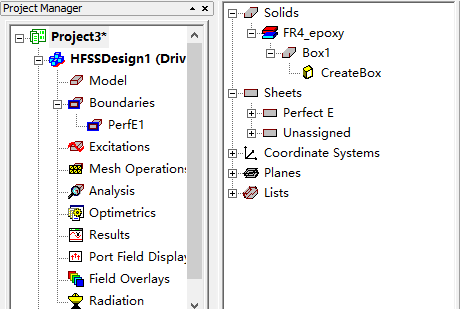 Project Manager
Project3*
HFSSDesign1 (Driv
Model
Boundaries
PerfE1
Excitations
Mesh Operations
Analysis
Optimetrics
Results
Port Field Display
Field Overlays
Radiation
Solids
FR4_epoxy
Box1
CreateBox
Sheets
Perfect E
Unassigned
Coordinate Systems
Planes
Lists